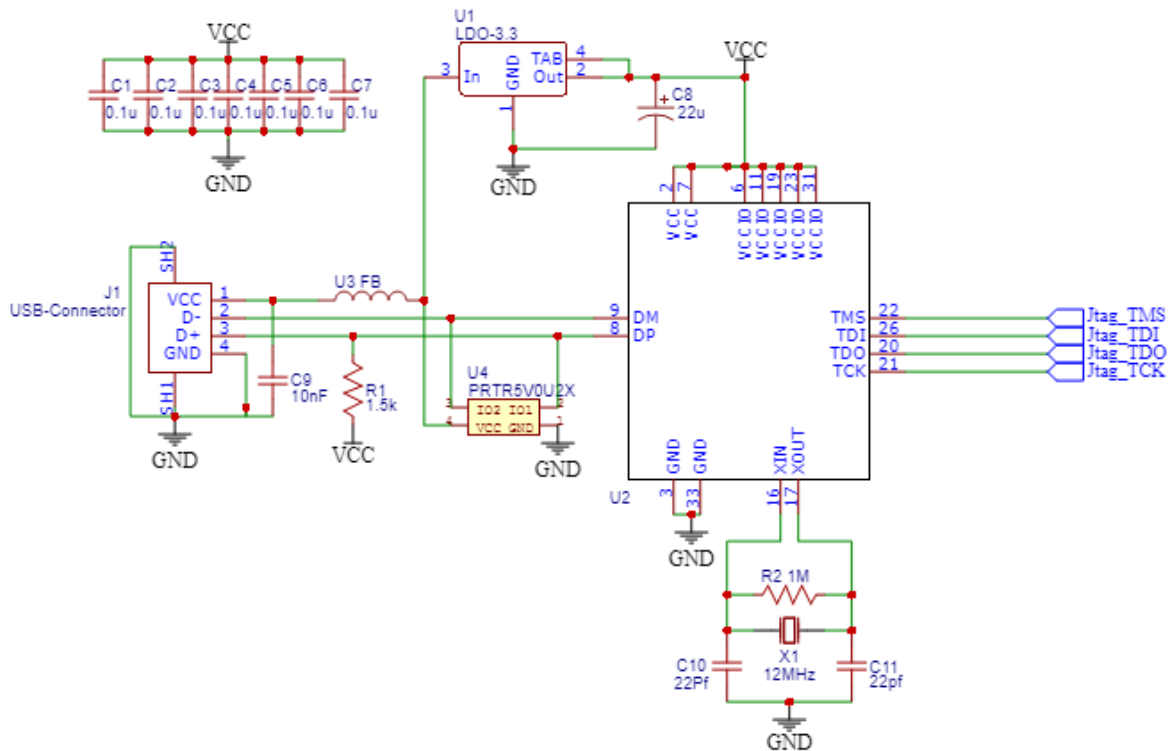 VCC
C1 C2 C3 C4 C5 C6 C7
0.1u 0.1u 0.1u 0.1u 0.1u 0.1u 0.1u
GND
U1
LDO-3.3
3 In GND TAB 4
Out 2
1
GND
C8
22u
VCC
2 7 6 11 19 23 31
VCC VCC VCCIO VCCIO VCCIO VCCIO VCCIO
J1
USB-Connector
SH2
VCC 1
D- 2
D+ 3
GND 4
SH1
GND
C9
10nF
U3 FB
R1
1.5k
VCC
U4
PRTR5V0U2X
3 IO2 IO1 2
4 VCC GND 1
GND
9 DM
8 DP
TMS 22 Jtag_TMS
TDI 26 Jtag_TDI
TDO 20 Jtag_TDO
TCK 21 Jtag_TCK
GND GND XIN XOUT
3 33 16 17
U2
GND
R2 1M
X1
12MHz
C10
22Pf
C11
22pf
GND